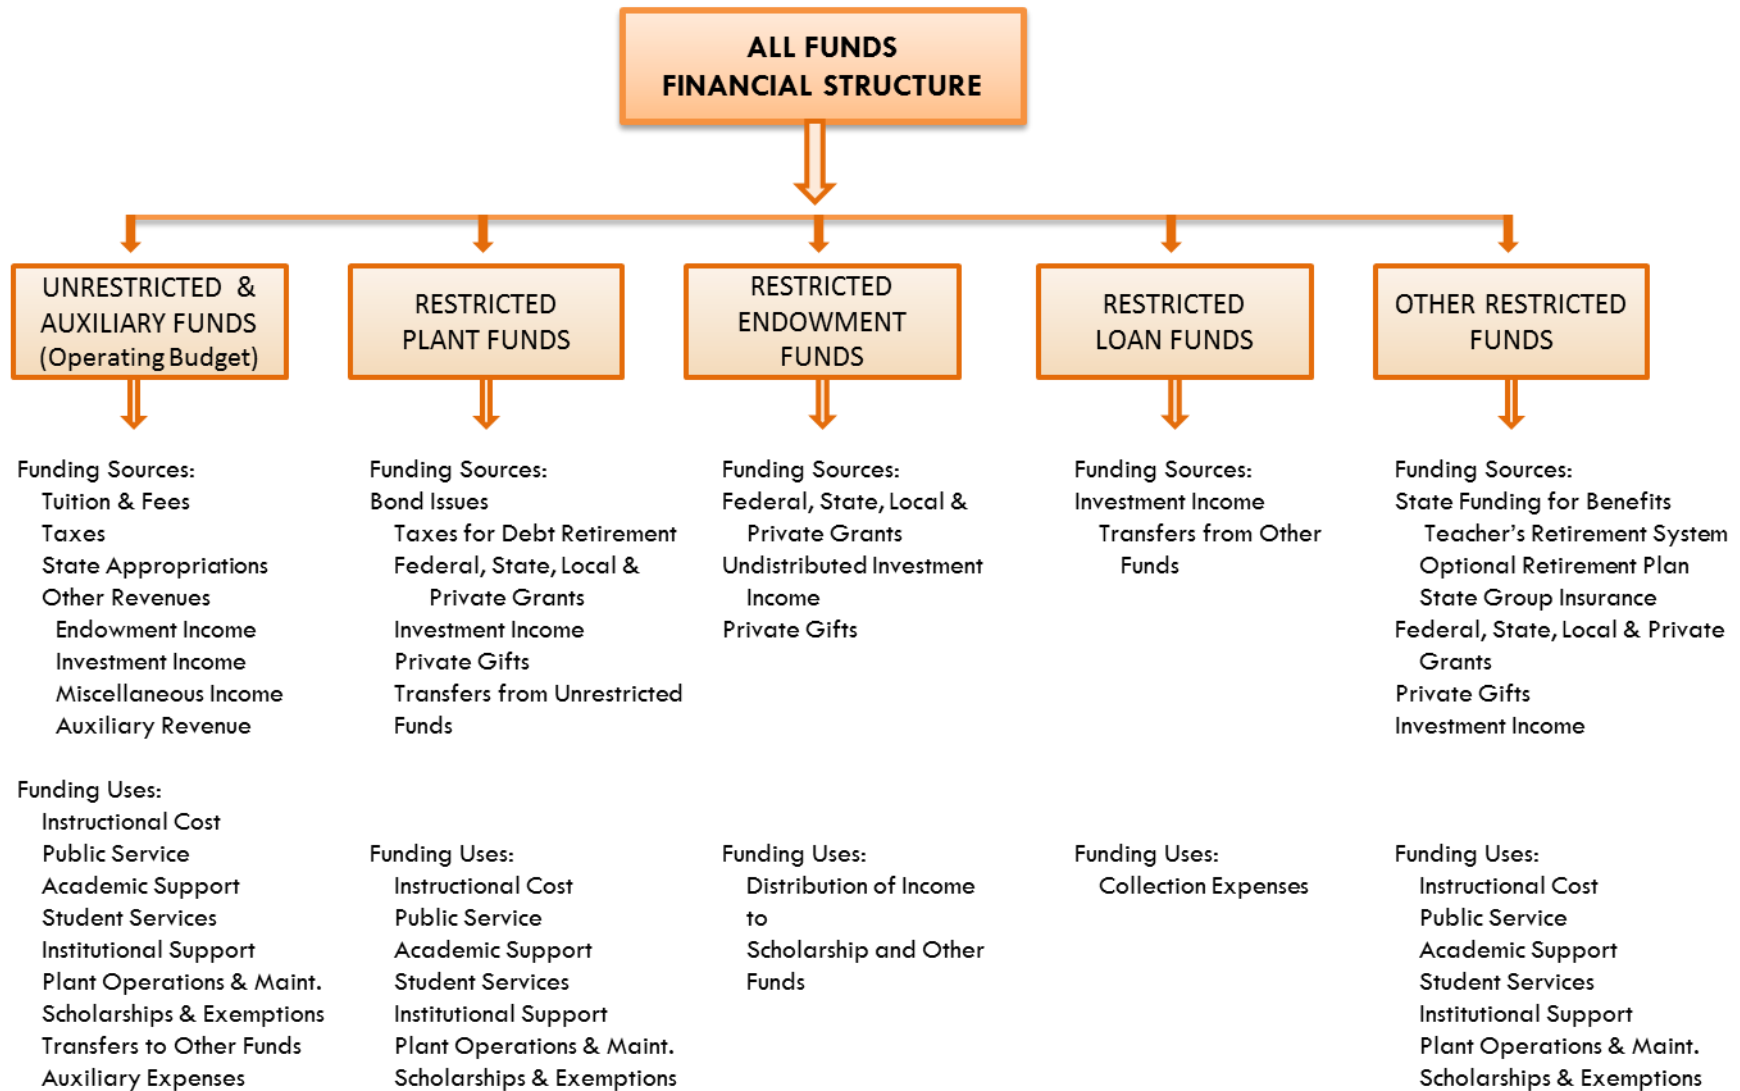 ALL FUNDS
FINANCIAL STRUCTURE
UNRESTRICTED &
AUXILIARY FUNDS
(Operating Budget)
RESTRICTED
PLANT FUNDS
RESTRICTED
ENDOWMENT
FUNDS
RESTRICTED
LOAN FUNDS
OTHER RESTRICTED
FUNDS
Funding Sources:
Tuition & Fees
Taxes
State Appropriations
Other Revenues
Endowment Income
Investment Income
Miscellaneous Income
Auxiliary Revenue
Funding Uses:
Instructional Cost
Public Service
Academic Support
Student Services
Institutional Support
Plant Operations & Maint.
Scholarships & Exemptions
Transfers to Other Funds
Auxiliary Expenses
Funding Sources:
Bond Issues
Taxes for Debt Retirement
Federal, State, Local &
Private Grants
Investment Income
Private Gifts
Transfers from Unrestricted
Funds
Funding Uses:
Instructional Cost
Public Service
Academic Support
Student Services
Institutional Support
Plant Operations & Maint.
Scholarships & Exemptions
Funding Sources:
Federal, State, Local &
Private Grants
Undistributed Investment
Income
Private Gifts
Funding Uses:
Distribution of Income
to
Scholarship and Other
Funds
Funding Sources:
Investment Income
Transfers from Other
Funds
Funding Uses:
Collection Expenses
Funding Sources:
State Funding for Benefits
Teacher's Retirement System
Optional Retirement Plan
State Group Insurance
Federal, State, Local & Private
Grants
Private Gifts
Investment Income
Funding Uses:
Instructional Cost
Public Service
Academic Support
Student Services
Institutional Support
Plant Operations & Maint.
Scholarships & Exemptions